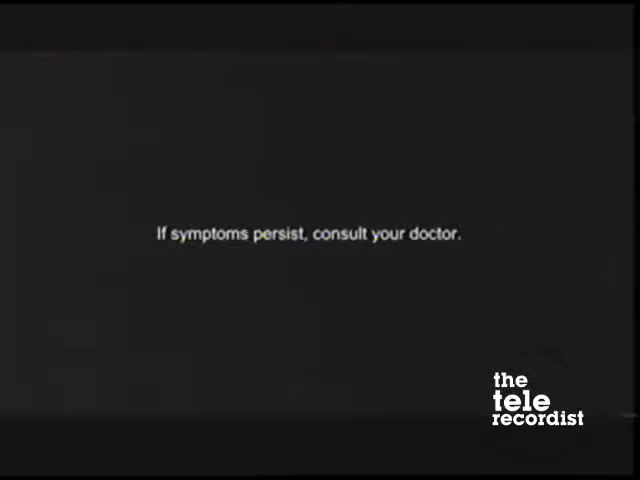 If symptoms persist, consult your doctor.
the
tele
recordist